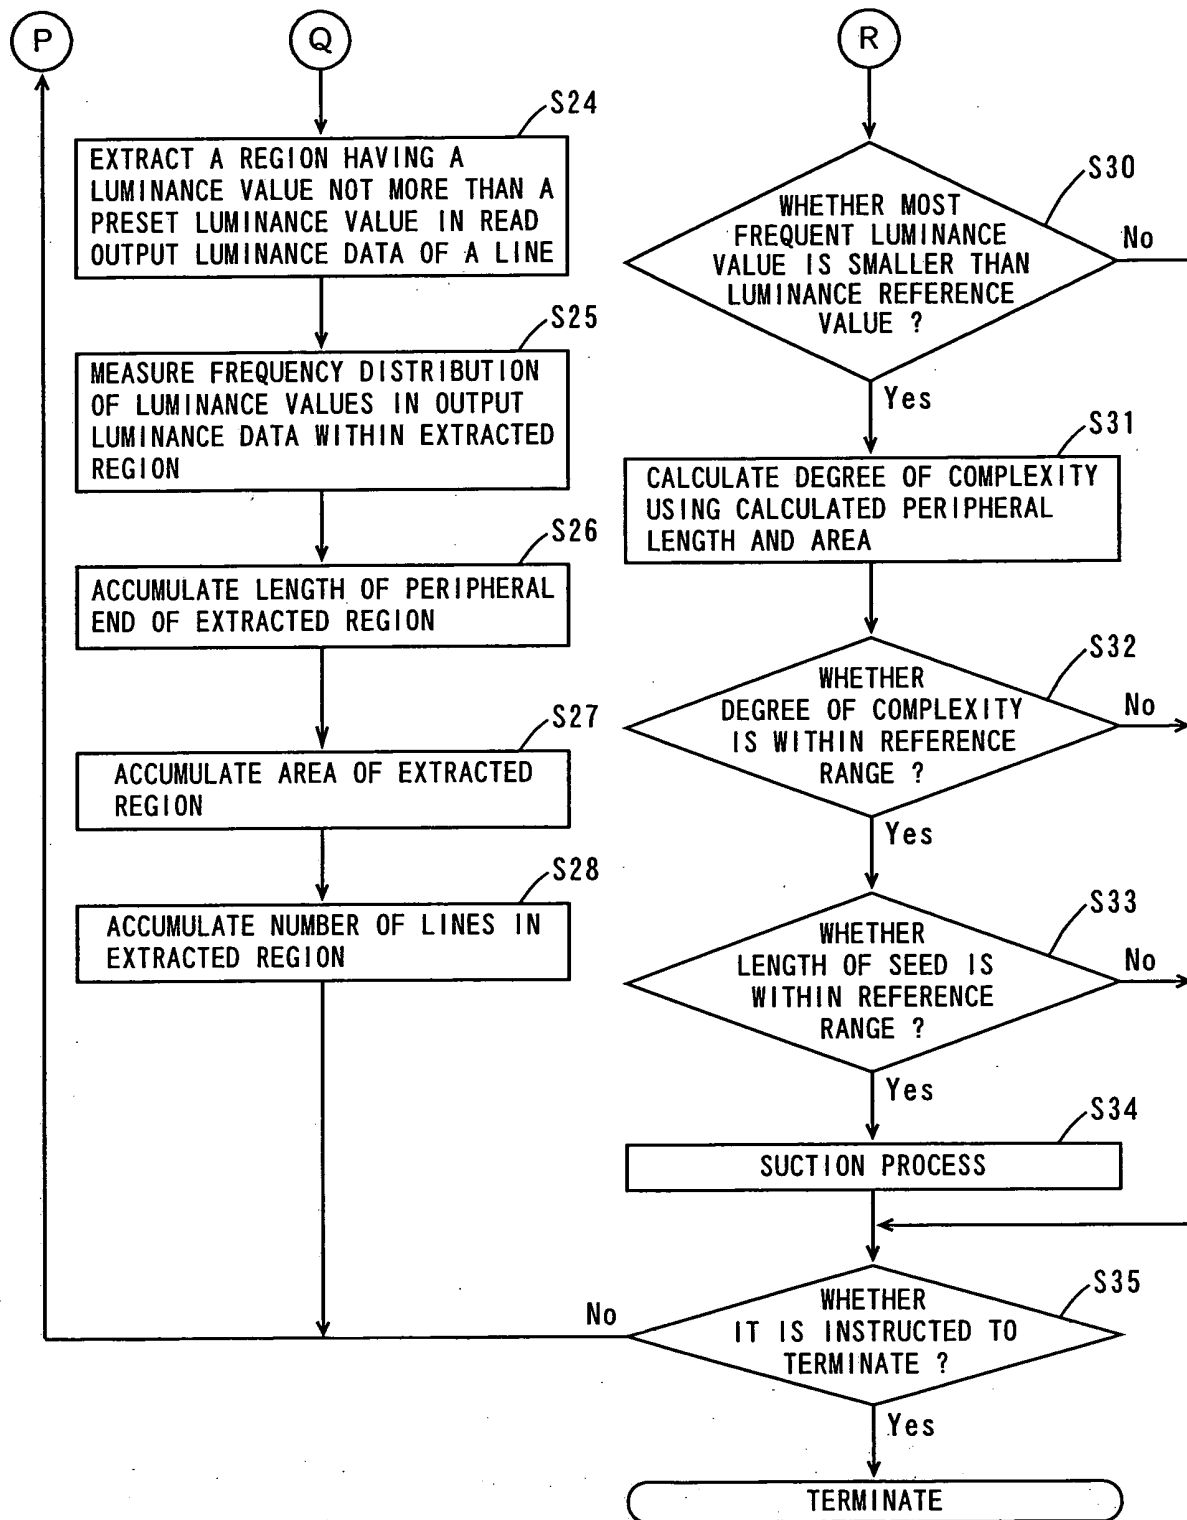 P
Q
R
S24
EXTRACT A REGION HAVING A
LUMINANCE VALUE NOT MORE THAN A
PRESET LUMINANCE VALUE IN READ
OUTPUT LUMINANCE DATA OF A LINE
S25
MEASURE FREQUENCY DISTRIBUTION
OF LUMINANCE VALUES IN OUTPUT
LUMINANCE DATA WITHIN EXTRACTED
REGION
S26
ACCUMULATE LENGTH OF PERIPHERAL
END OF EXTRACTED REGION
S27
ACCUMULATE AREA OF EXTRACTED
REGION
S28
ACCUMULATE NUMBER OF LINES IN
EXTRACTED REGION
S30
WHETHER MOST
FREQUENT LUMINANCE
VALUE IS SMALLER THAN
LUMINANCE REFERENCE
VALUE ?
No
Yes
S31
CALCULATE DEGREE OF COMPLEXITY
USING CALCULATED PERIPHERAL
LENGTH AND AREA
S32
WHETHER
DEGREE OF COMPLEXITY
IS WITHIN REFERENCE
RANGE ?
No
Yes
S33
WHETHER
LENGTH OF SEED IS
WITHIN REFERENCE
RANGE ?
No
Yes
S34
SUCTION PROCESS
S35
WHETHER
IT IS INSTRUCTED TO
TERMINATE ?
No
Yes
TERMINATE